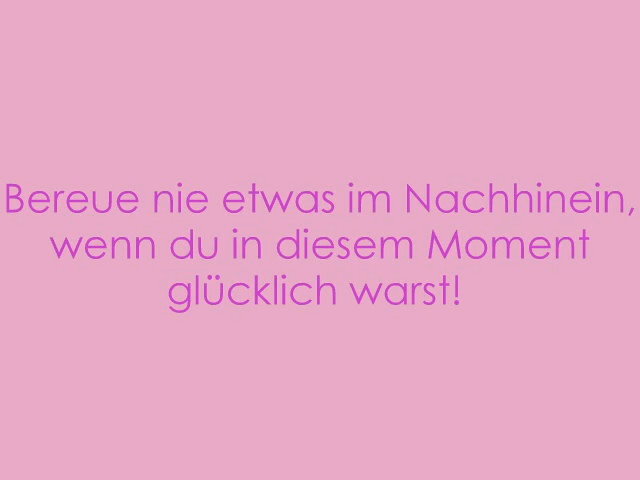 Bereue nie etwas im Nachhinein,
wenn du in diesem Moment
glücklich warst!